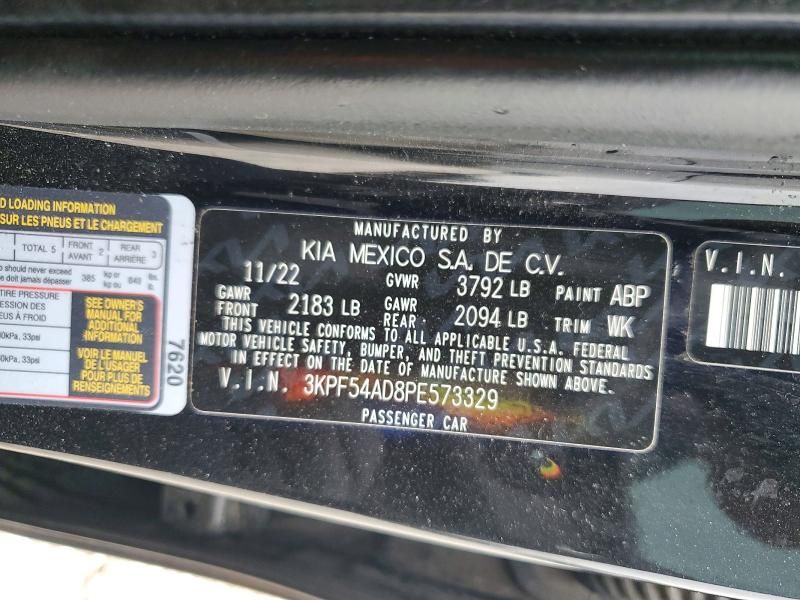 D LOADING INFORMATION
SUR LES PNEUS ET LE CHARGEMENT
TOTAL 5 FRONT AVANT 2 REAR ARRIÈRE 3
should never exceed
ne doit jamais dépasser 385 kg or kg ou 849 lbs. lb.
TIRE PRESSURE
PRESSION DES
PNEUS À FROID
0kPa, 33psi
0kPa, 33psi
SEE OWNER'S
MANUAL FOR
ADDITIONAL
INFORMATION
VOIR LE MANUEL
DE L'USAGER
POUR PLUS DE
RENSEIGNEMENTS
7620
MANUFACTURED BY
KIA MEXICO S.A. DE C.V.
11/22 GVWR 3792 LB PAINT ABP
GAWR FRONT 2183 LB GAWR REAR 2094 LB TRIM WK
THIS VEHICLE CONFORMS TO ALL APPLICABLE U.S.A. FEDERAL
MOTOR VEHICLE SAFETY, BUMPER, AND THEFT PREVENTION STANDARDS
IN EFFECT ON THE DATE OF MANUFACTURE SHOWN ABOVE.
V.I.N. 3KPF54AD8PE573329
PASSENGER CAR
V.I.N.